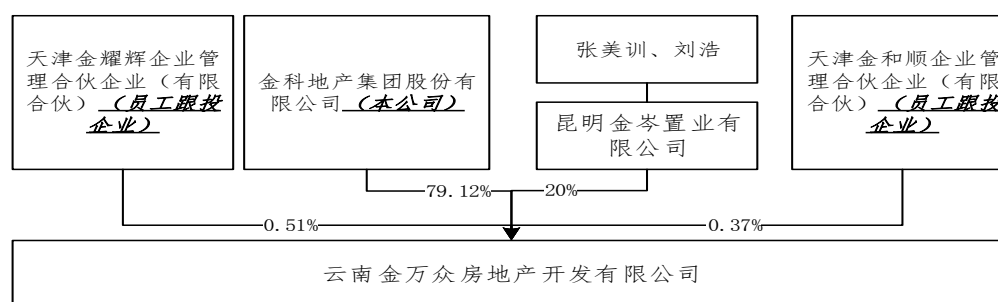 天津金耀辉企业管
理合伙企业（有限
合伙）（员工跟投
企业）
金科地产集团股份有
限公司（本公司）
张美训、刘浩
昆明金岑置业有
限公司
天津金和顺企业管
理合伙企业（有限
合伙）（员工跟投
企业）
79.12%
20%
0.51%
0.37%
云南金万众房地产开发有限公司